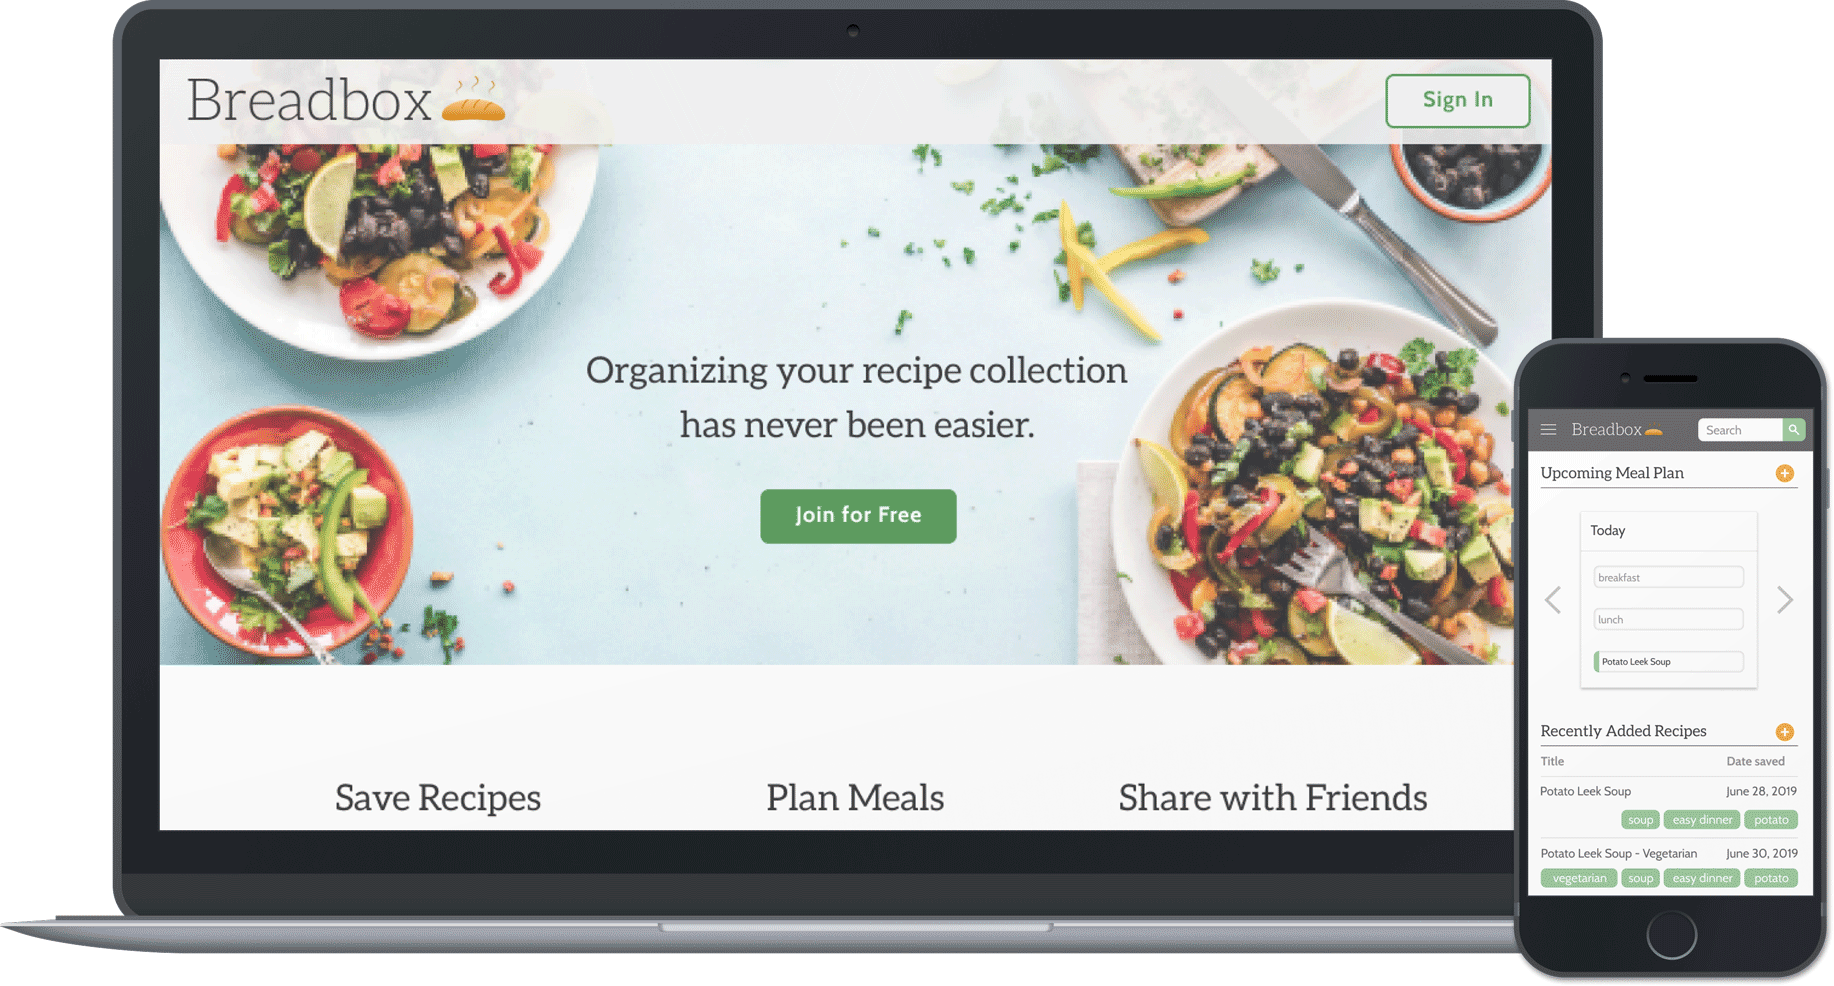 Breadbox
Sign In
Organizing your recipe collection
has never been easier.
Join for Free
Save Recipes
Plan Meals
Share with Friends
Breadbox
Search
Upcoming Meal Plan
Today
breakfast
lunch
Potato Leek Soup
Recently Added Recipes
Title
Date saved
Potato Leek Soup
June 28, 2019
soup
easy dinner
potato
Potato Leek Soup - Vegetarian
June 30, 2019
vegetarian
soup
easy dinner
potato